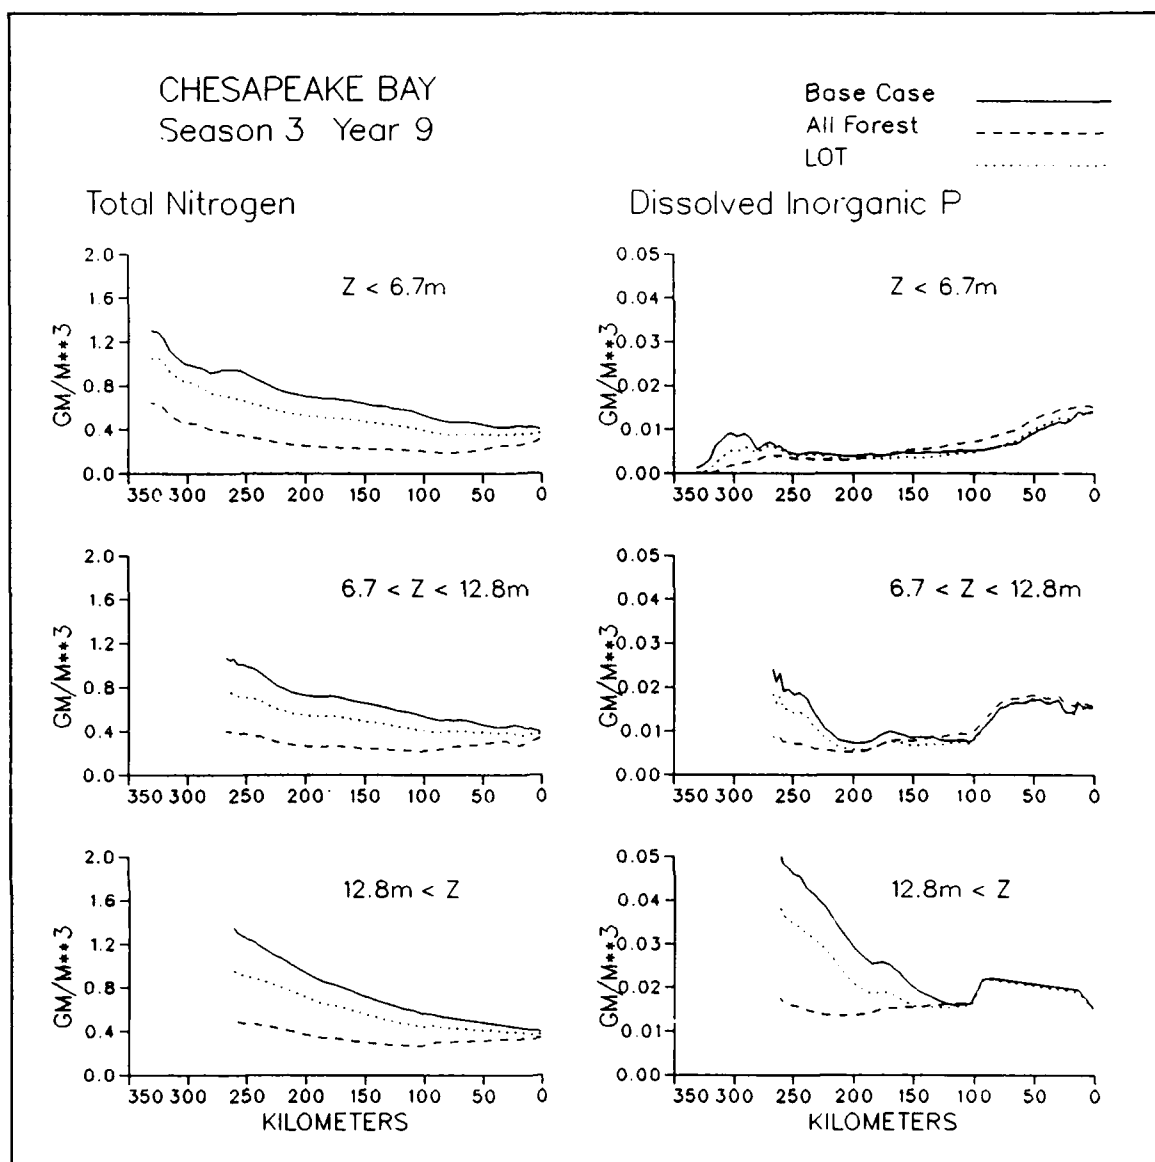 CHESAPEAKE BAY
Season 3 Year 9
Base Case
All Forest
LOT
Total Nitrogen
Dissolved Inorganic P
2.0
1.6
1.2
0.8
0.4
0.0
GM/M**3
Z < 6.7m
350 300 250 200 150 100 50 0
0.05
0.04
0.03
0.02
0.01
0.00
GM/M**3
Z < 6.7m
350 300 250 200 150 100 50 0
2.0
1.6
1.2
0.8
0.4
0.0
GM/M**3
6.7 < Z < 12.8m
350 300 250 200 150 100 50 0
0.05
0.04
0.03
0.02
0.01
0.00
GM/M**3
6.7 < Z < 12.8m
350 300 250 200 150 100 50 0
2.0
1.6
1.2
0.8
0.4
0.0
GM/M**3
12.8m < Z
350 300 250 200 150 100 50 0
KILOMETERS
0.05
0.04
0.03
0.02
0.01
0.00
GM/M**3
12.8m < Z
350 300 250 200 150 100 50 0
KILOMETERS